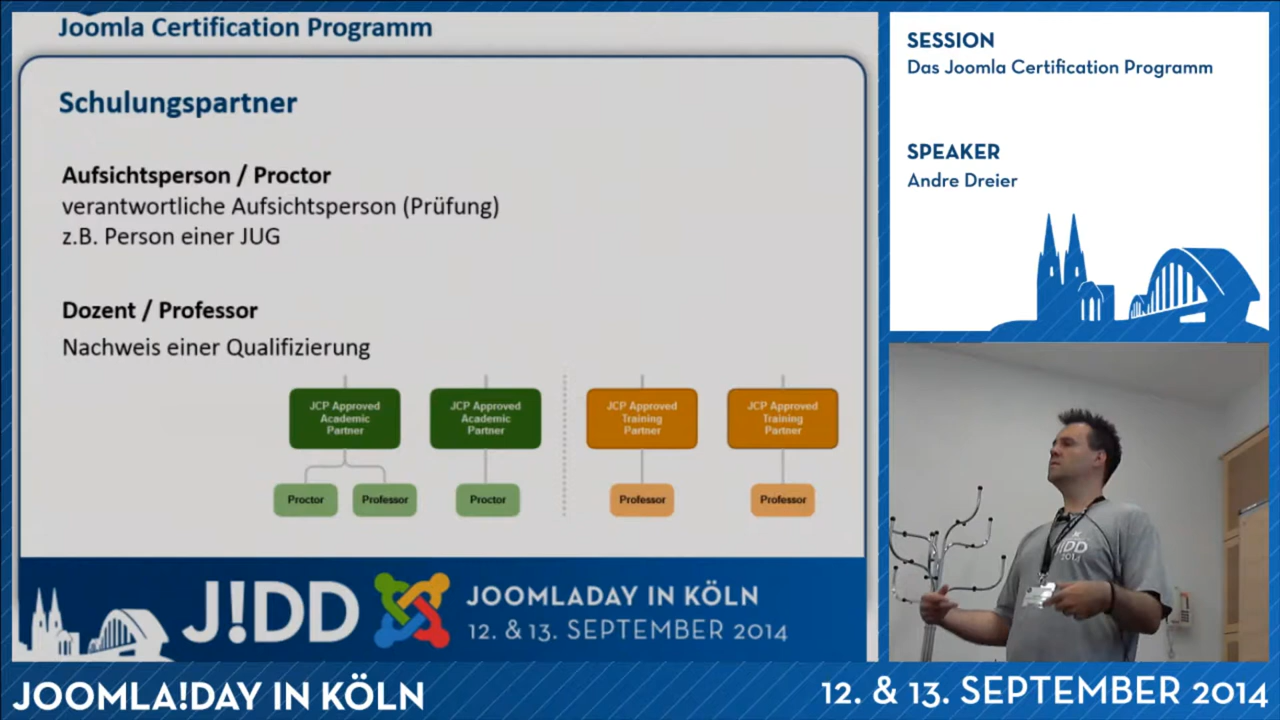 Joomla Certification Programm
Schulungspartner
Aufsichtsperson / Proctor
verantwortliche Aufsichtsperson (Prüfung)
z.B. Person einer JUG
Dozent / Professor
Nachweis einer Qualifizierung
JCP Approved
Academic
Partner
JCP Approved
Academic
Partner
JCP Approved
Training
Partner
JCP Approved
Training
Partner
Proctor
Professor
Proctor
Professor
Professor
J!DD
JOOMLADAY IN KÖLN
12. & 13. SEPTEMBER 2014
SESSION
Das Joomla Certification Programm
SPEAKER
Andre Dreier
J!DD
2014
JOOMLA!DAY IN KÖLN
12. & 13. SEPTEMBER 2014